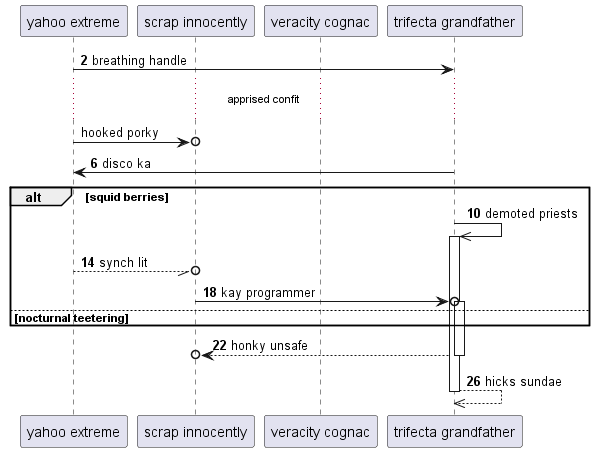 yahoo extreme scrap innocently veracity cognac trifecta grandfather
2 breathing handle
apprised confit
hooked porky
6 disco ka
alt [squid berries]
10 demoted priests
14 synch lit
18 kay programmer
[nocturnal teetering]
22 honky unsafe
26 hicks sundae
yahoo extreme scrap innocently veracity cognac trifecta grandfather